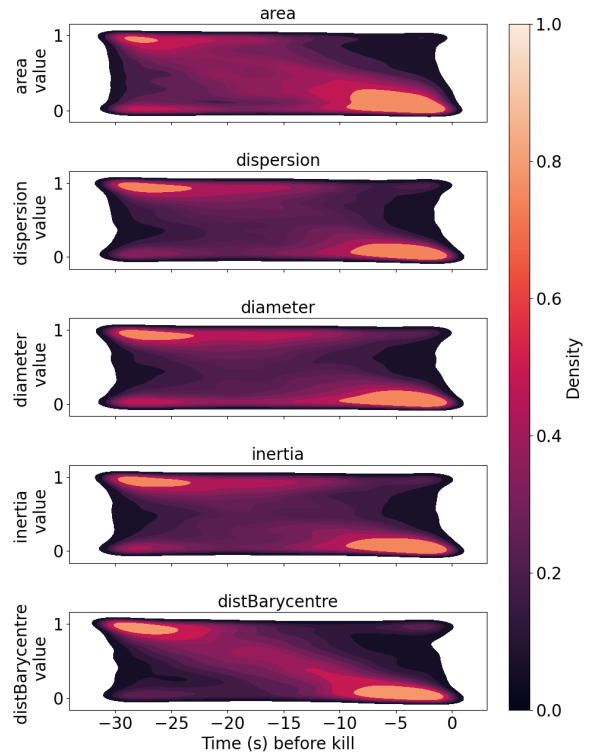 area
area
value
1
0
dispersion
dispersion
value
1
0
diameter
diameter
value
1
0
inertia
inertia
value
1
0
distBarycentre
distBarycentre
value
1
0
−30 −25 −20 −15 −10 −5 0
Time (s) before kill
1.0
0.8
0.6
0.4
0.2
0.0
Density